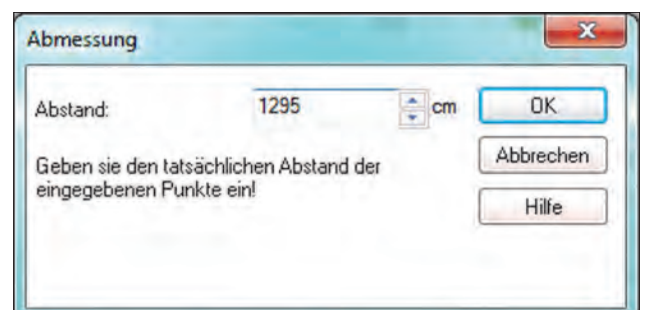 Abmessung
Abstand: 1295 cm
OK
Geben sie den tatsächlichen Abstand der
eingegebenen Punkte ein!
Abbrechen
Hilfe